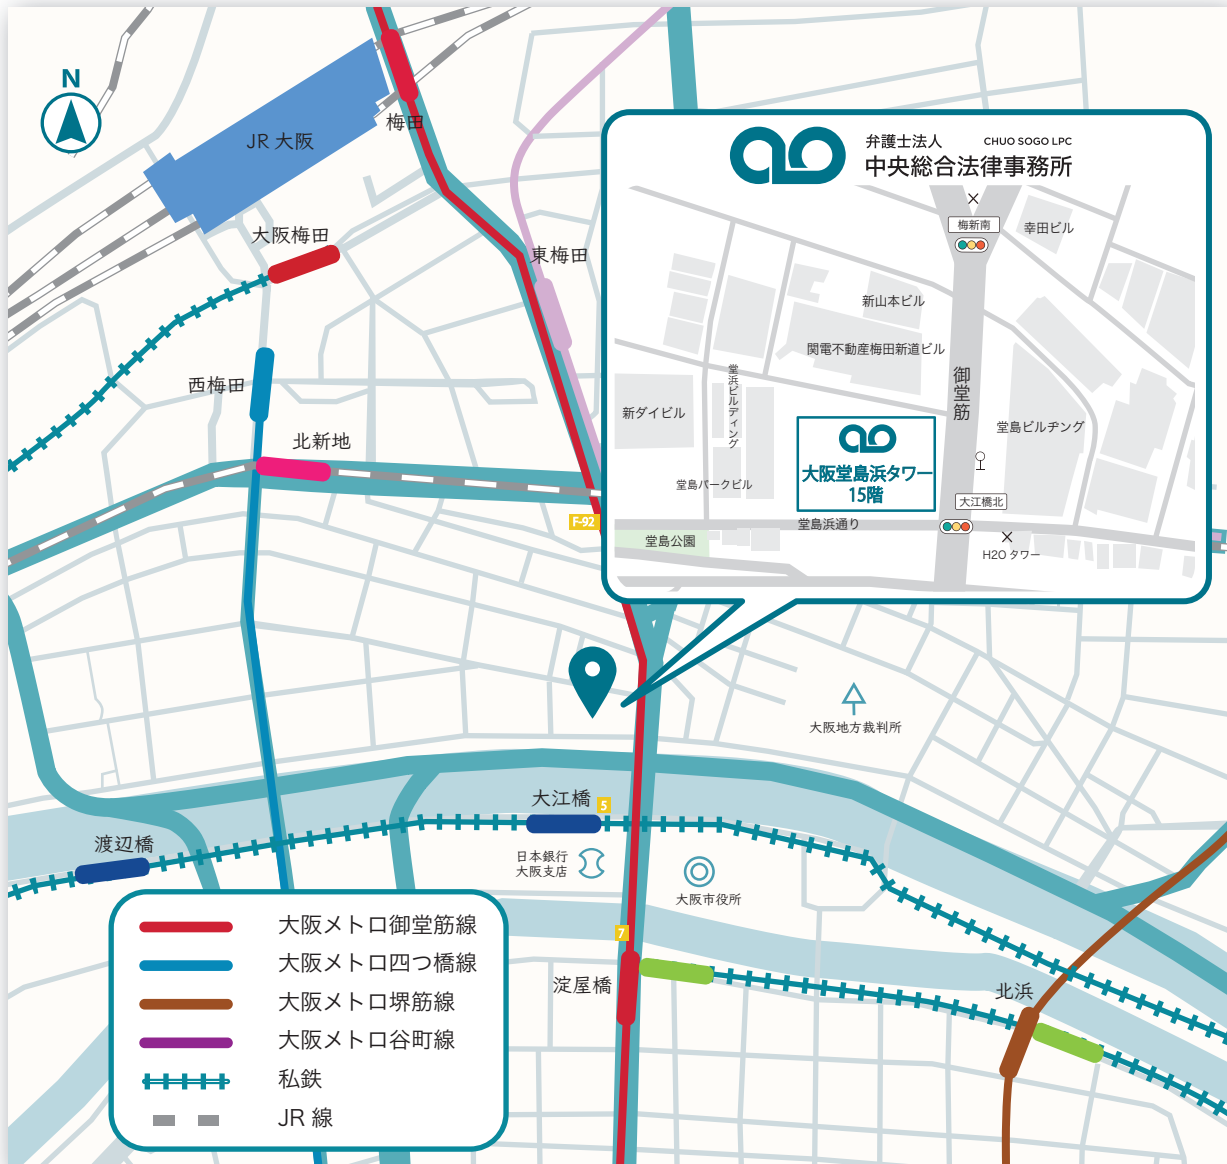 N
梅田
JR 大阪
大阪梅田
東梅田
西梅田
北新地
F-92
弁護士法人
CHUO SOGO LPC
中央総合法律事務所
梅新南
幸田ビル
新山本ビル
関電不動産梅田新道ビル
御堂筋
堂浜ビルディング
新ダイビル
堂島ビルヂング
大阪堂島浜タワー
15階
堂島パークビル
大江橋北
堂島浜通り
堂島公園
H2O タワー
大阪地方裁判所
大江橋
5
渡辺橋
日本銀行
大阪支店
大阪市役所
7
淀屋橋
北浜
大阪メトロ御堂筋線
大阪メトロ四つ橋線
大阪メトロ堺筋線
大阪メトロ谷町線
私鉄
JR 線